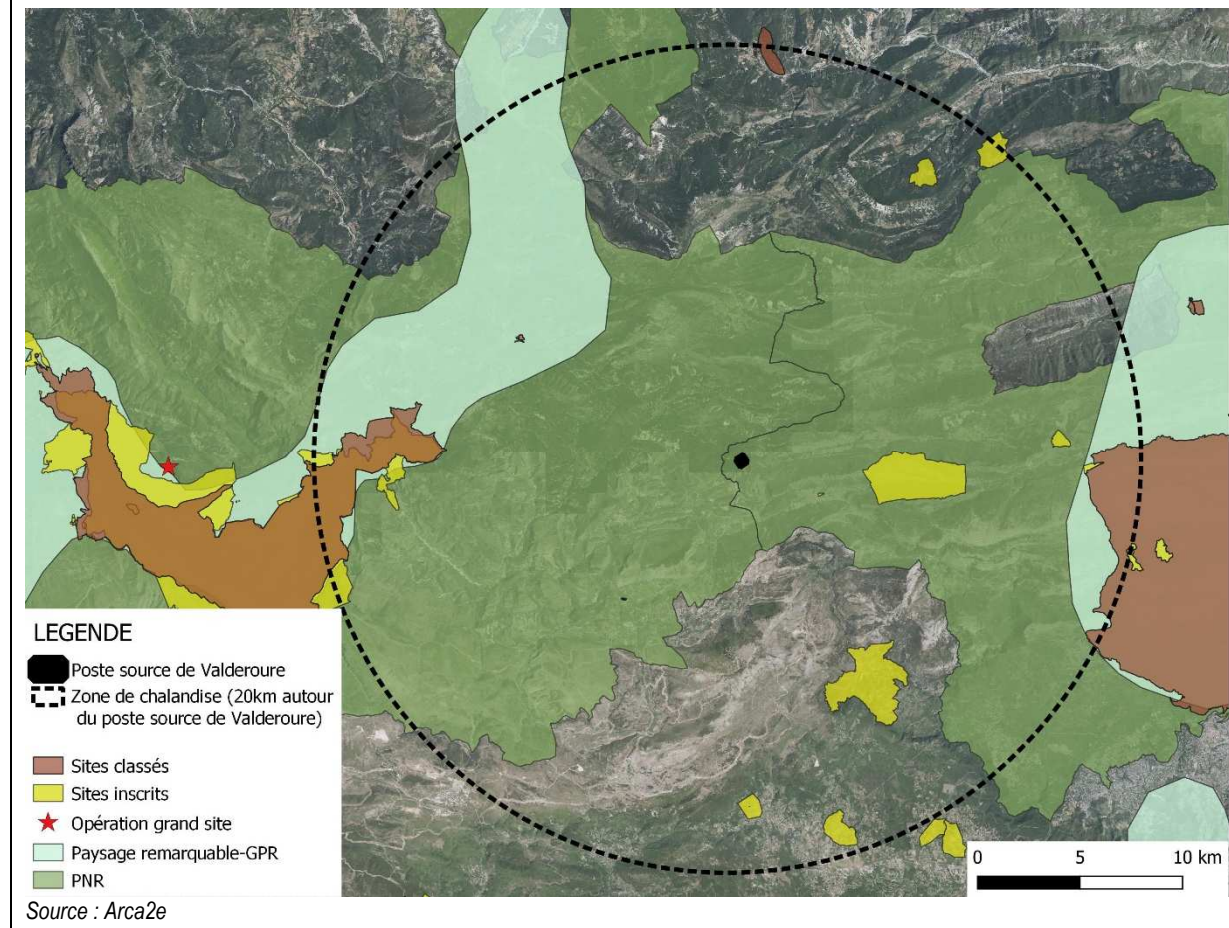 LEGENDE
Poste source de Valderoure
Zone de chalandise (20km autour
du poste source de Valderoure)
Sites classés
Sites inscrits
Opération grand site
Paysage remarquable-GPR
PNR
0 5 10 km
Source : Arca2e